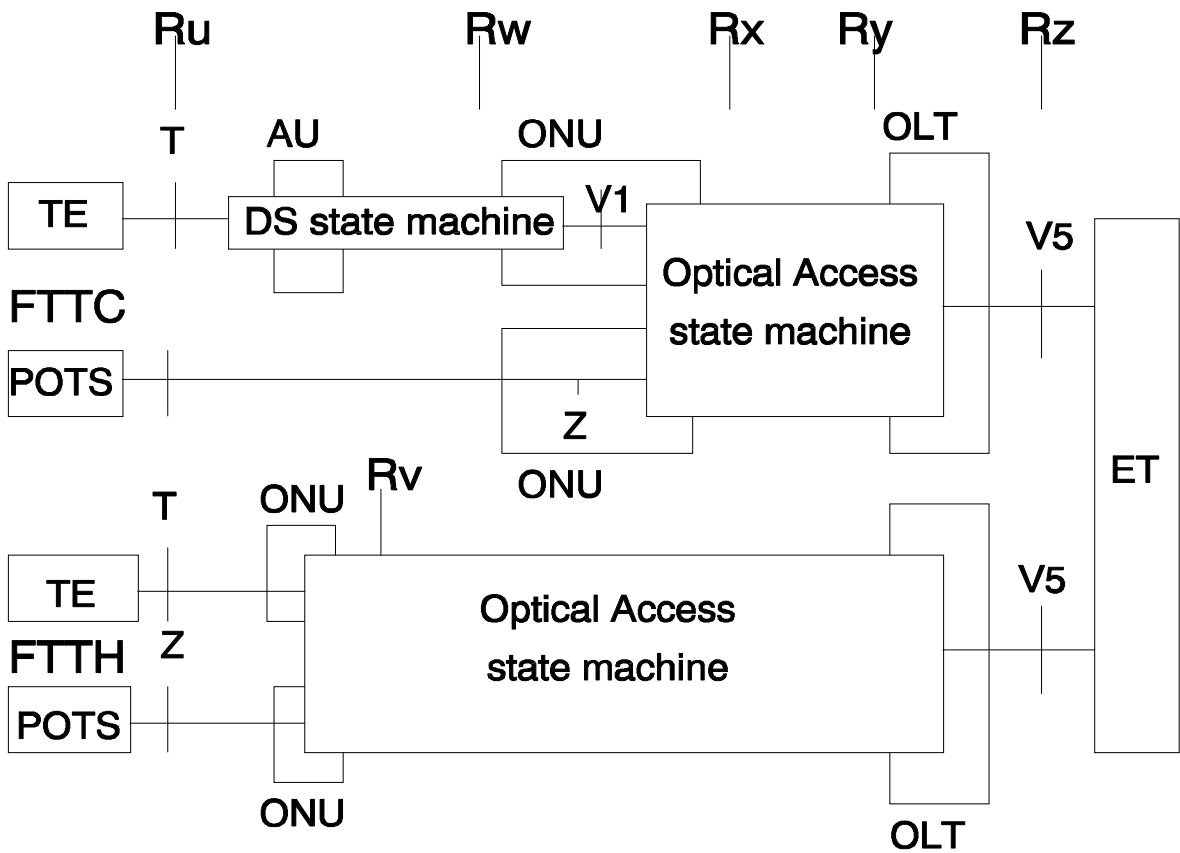 Ru Rw Rx Ry Rz
T AU ONU OLT
TE DS state machine V1 V5
Optical Access
state machine
FTTC
POTS
Z
ONU
Rv
ET
T ONU
TE V5
Optical Access
state machine
Z
FTTH
POTS
ONU
OLT